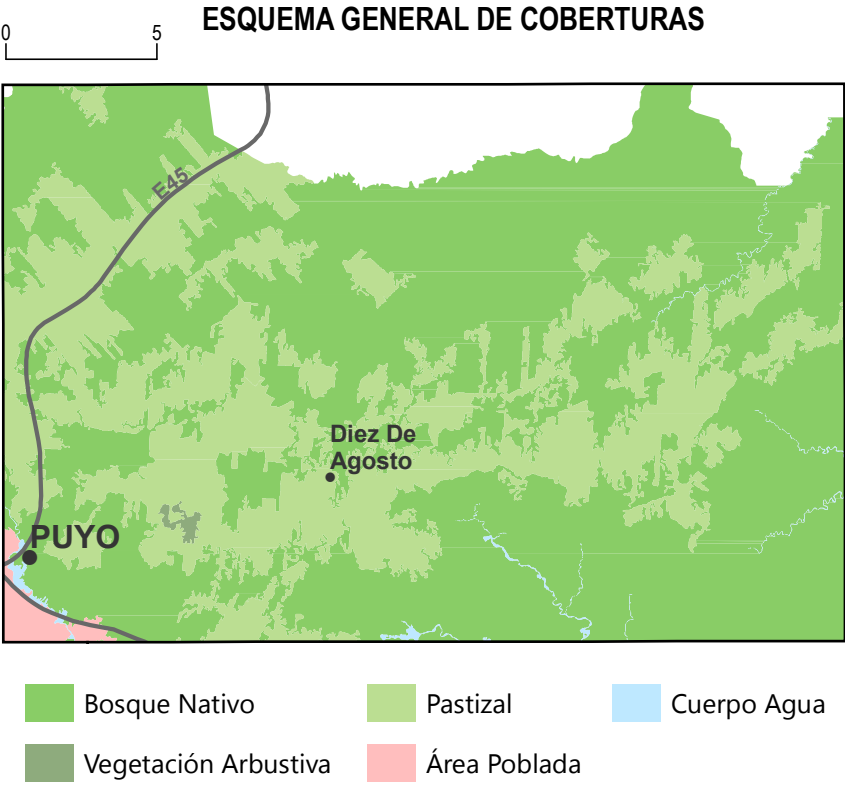 ESQUEMA GENERAL DE COBERTURAS
0 5
E45
Diez De
Agosto
PUYO
Bosque Nativo
Pastizal
Cuerpo Agua
Vegetación Arbustiva
Área Poblada